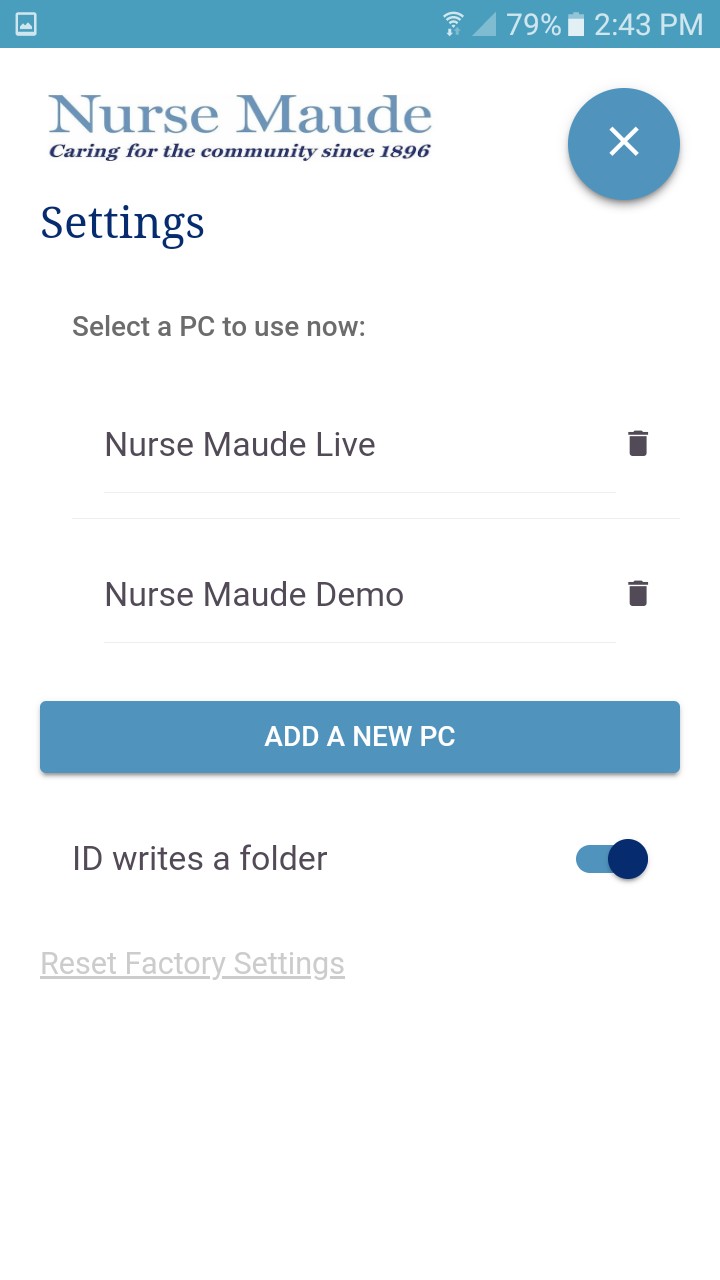 79% 2:43 PM
Nurse Maude
Caring for the community since 1896
Settings
Select a PC to use now:
Nurse Maude Live
Nurse Maude Demo
ADD A NEW PC
ID writes a folder
Reset Factory Settings